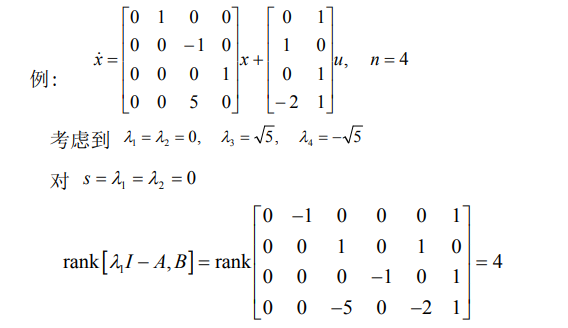 例： ẋ = [0 1 0 0; 0 0 −1 0; 0 0 0 1; 0 0 5 0] x + [0 1; 1 0; 0 1; −2 1] u, n = 4
考虑到 λ₁ = λ₂ = 0, λ₃ = √5, λ₄ = −√5
对 s = λ₁ = λ₂ = 0
rank[λ₁I − A, B] = rank [0 −1 0 0 0 1; 0 0 1 0 1 0; 0 0 0 −1 0 1; 0 0 −5 0 −2 1] = 4